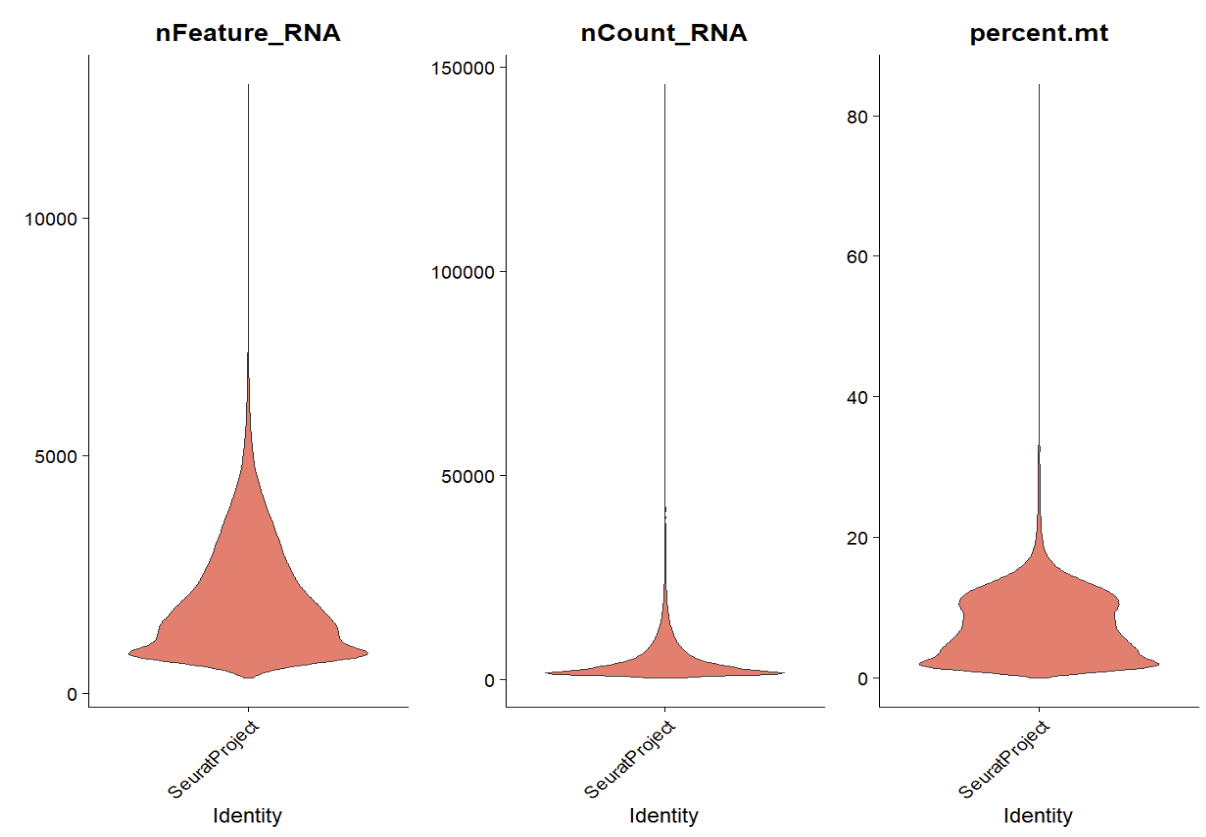 nFeature_RNA
10000
5000
0
SeuratProject
Identity
nCount_RNA
150000
100000
50000
0
SeuratProject
Identity
percent.mt
80
60
40
20
0
SeuratProject
Identity